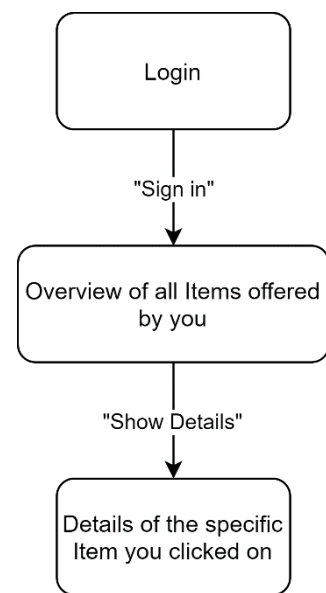 Login
"Sign in"
Overview of all Items offered
by you
"Show Details"
Details of the specific
Item you clicked on